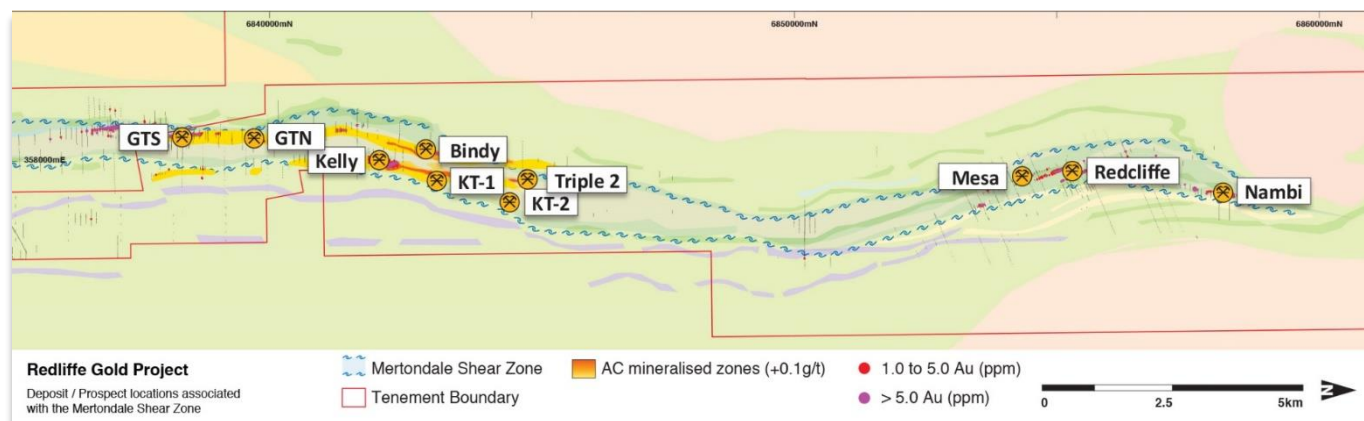 6840000mN
6850000mN
6860000mN
358000mE
GTS
GTN
Kelly
Bindy
KT-1
Triple 2
KT-2
Mesa
Redcliffe
Nambi
Redliffe Gold Project
Deposit / Prospect locations associated
with the Mertondale Shear Zone
Mertondale Shear Zone
Tenement Boundary
AC mineralised zones (+0.1g/t)
1.0 to 5.0 Au (ppm)
> 5.0 Au (ppm)
0
2.5
5km
N